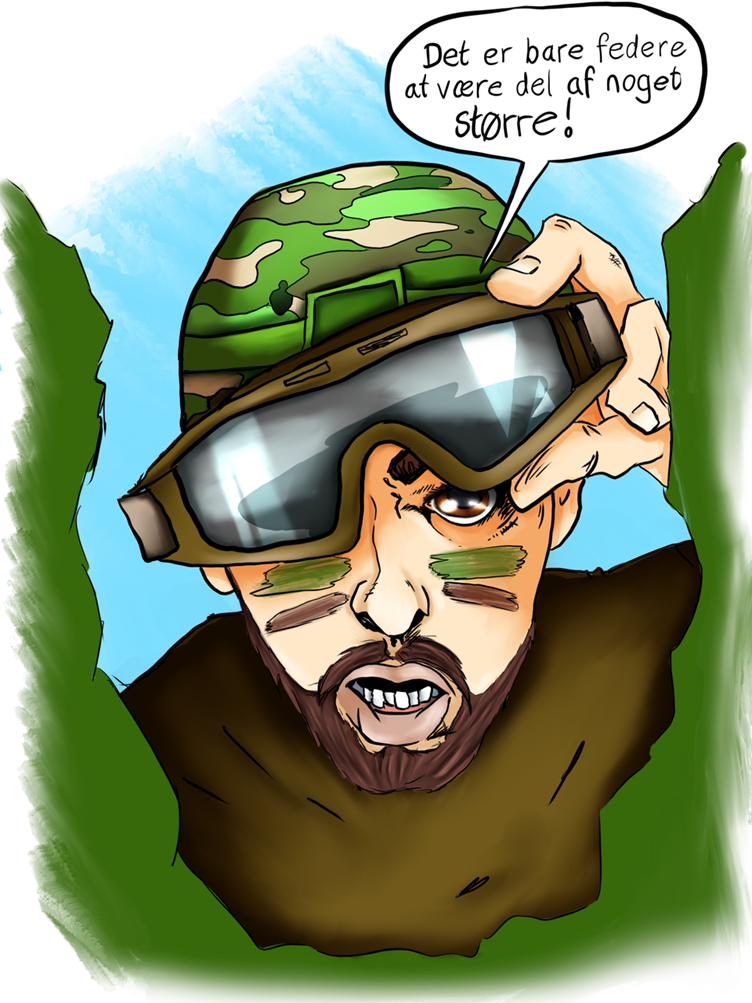 Det er bare federe
at være del af noget
større!